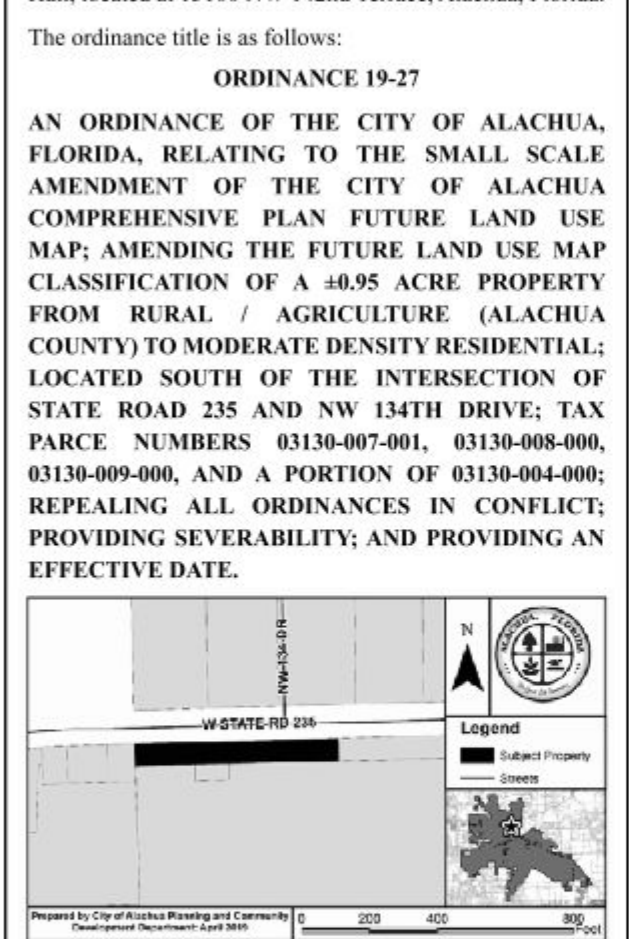 The ordinance title is as follows:
ORDINANCE 19-27
AN ORDINANCE OF THE CITY OF ALACHUA,
FLORIDA, RELATING TO THE SMALL SCALE
AMENDMENT OF THE CITY OF ALACHUA
COMPREHENSIVE PLAN FUTURE LAND USE
MAP; AMENDING THE FUTURE LAND USE MAP
CLASSIFICATION OF A ±0.95 ACRE PROPERTY
FROM RURAL / AGRICULTURE (ALACHUA
COUNTY) TO MODERATE DENSITY RESIDENTIAL;
LOCATED SOUTH OF THE INTERSECTION OF
STATE ROAD 235 AND NW 134TH DRIVE; TAX
PARCE NUMBERS 03130-007-001, 03130-008-000,
03130-009-000, AND A PORTION OF 03130-004-000;
REPEALING ALL ORDINANCES IN CONFLICT;
PROVIDING SEVERABILITY; AND PROVIDING AN
EFFECTIVE DATE.
NW-134-DR
W-STATE-RD 235
N
ALACHUA, FLORIDA
Legend
Subject Property
Streets
Prepared by City of Alachua Planning and Community
Development Department: April 2019
0 200 400 800
Feet